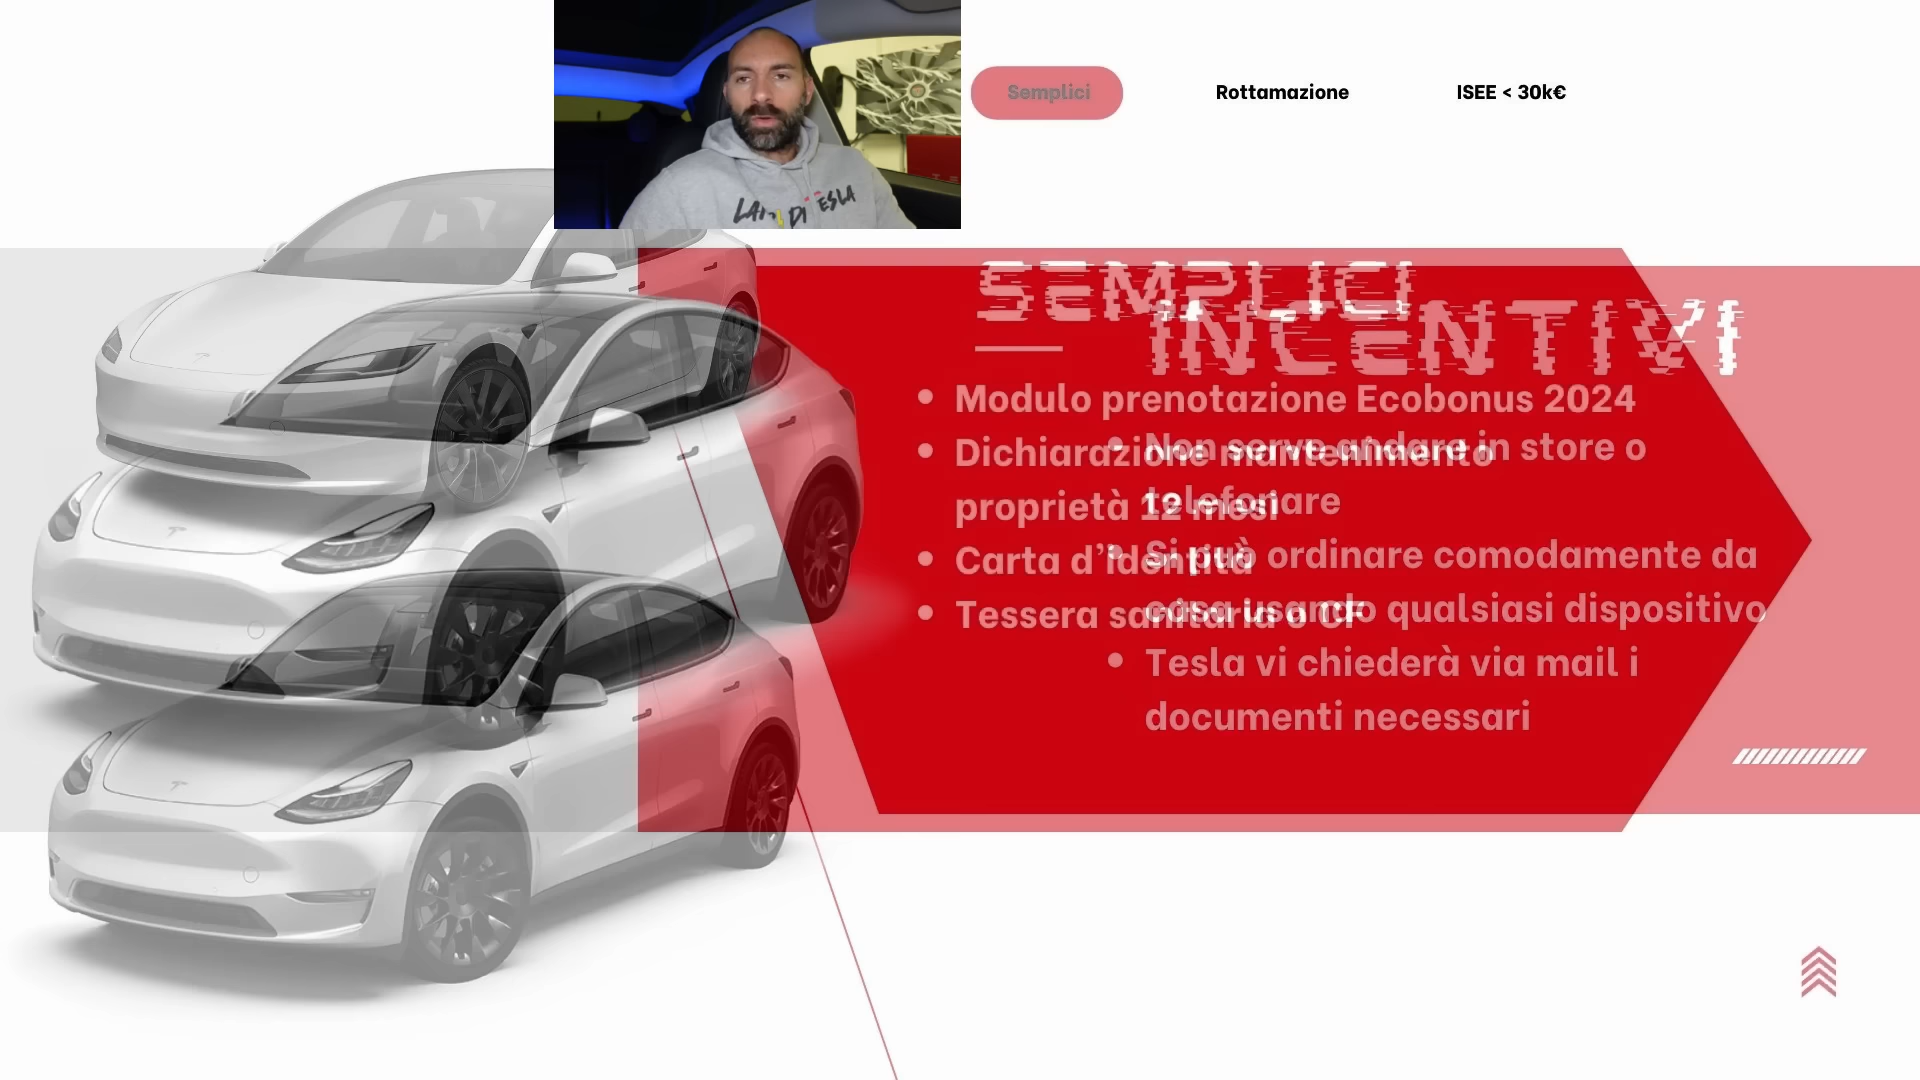 Semplici
Rottamazione
ISEE < 30k€
SEMPLICI
INCENTIVI
• Modulo prenotazione Ecobonus 2024
• Dichiarazione mantenimento
proprietà 12 mesi
• Carta d’identità
• Tessera sanitaria o CF
• Non serve andare in store o
telefonare
• Si può ordinare comodamente da
casa usando qualsiasi dispositivo
• Tesla vi chiederà via mail i
documenti necessari